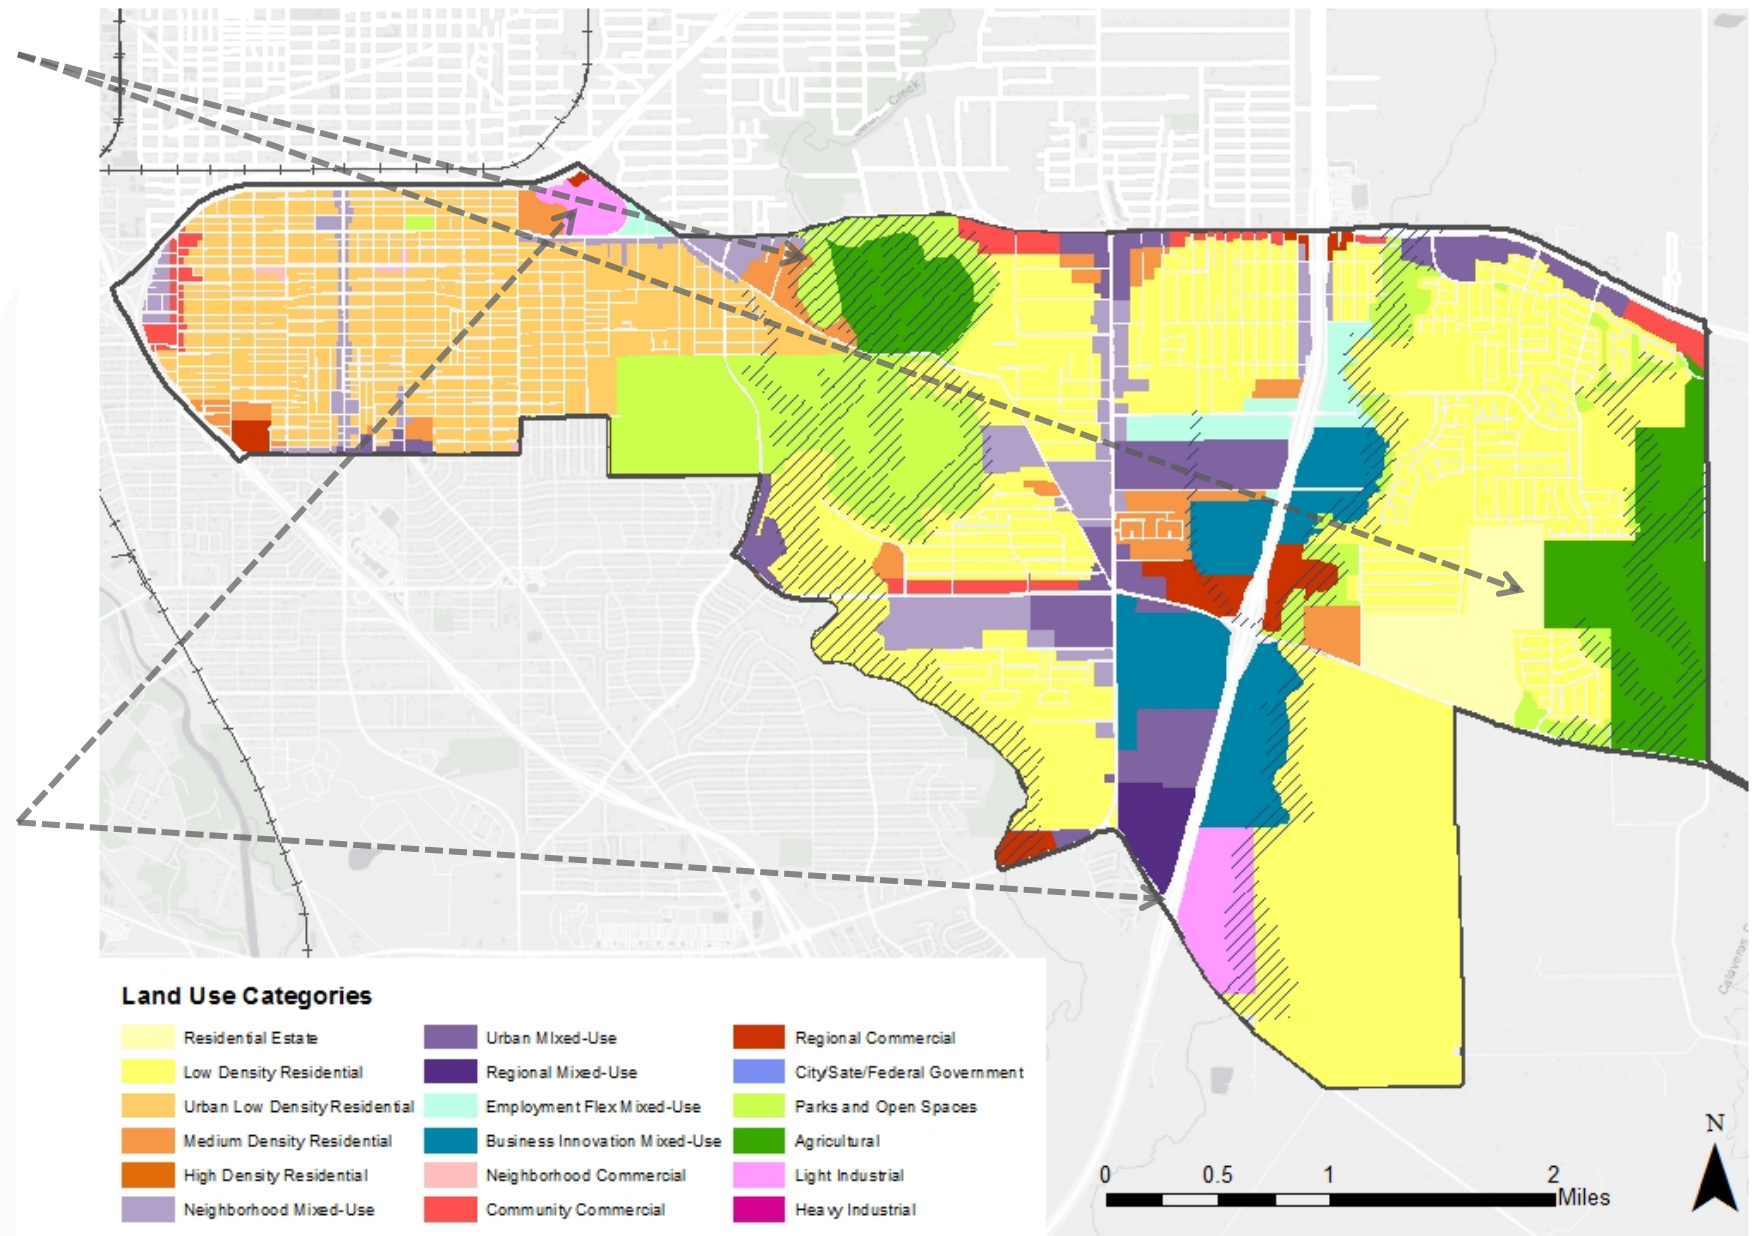 Creek
Calaveras C
Land Use Categories
Residential Estate
Low Density Residential
Urban Low Density Residential
Medium Density Residential
High Density Residential
Neighborhood Mixed-Use
Urban MIxed-Use
Regional Mixed-Use
Employment Flex Mixed-Use
Business Innovation Mixed-Use
Neighborhood Commercial
Community Commercial
Regional Commercial
City/Sate/Federal Government
Parks and Open Spaces
Agricultural
Light Industrial
Heavy Industrial
N
0 0.5 1 2
Miles